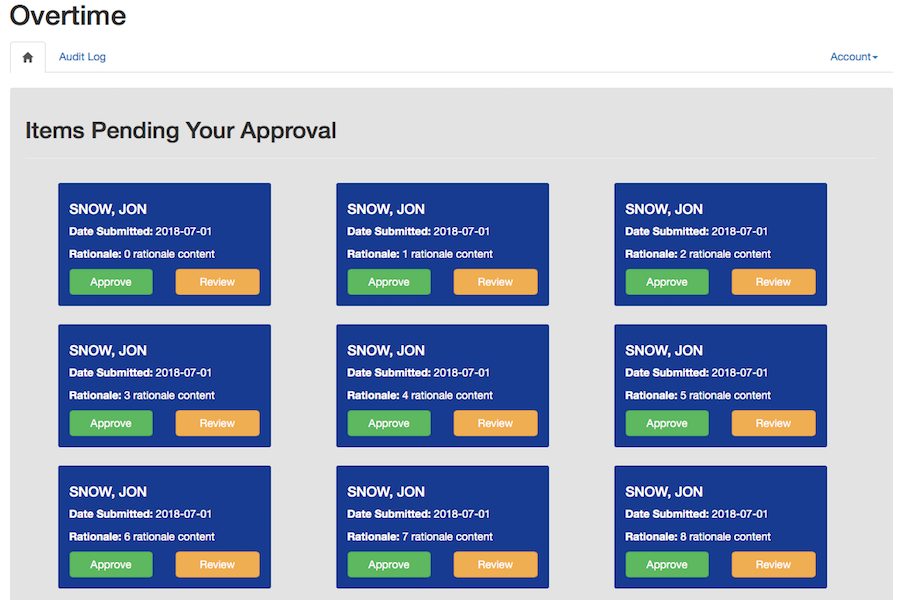 Overtime
Audit Log
Account
Items Pending Your Approval
SNOW, JON
Date Submitted: 2018-07-01
Rationale: 0 rationale content
Approve
Review
SNOW, JON
Date Submitted: 2018-07-01
Rationale: 1 rationale content
Approve
Review
SNOW, JON
Date Submitted: 2018-07-01
Rationale: 2 rationale content
Approve
Review
SNOW, JON
Date Submitted: 2018-07-01
Rationale: 3 rationale content
Approve
Review
SNOW, JON
Date Submitted: 2018-07-01
Rationale: 4 rationale content
Approve
Review
SNOW, JON
Date Submitted: 2018-07-01
Rationale: 5 rationale content
Approve
Review
SNOW, JON
Date Submitted: 2018-07-01
Rationale: 6 rationale content
Approve
Review
SNOW, JON
Date Submitted: 2018-07-01
Rationale: 7 rationale content
Approve
Review
SNOW, JON
Date Submitted: 2018-07-01
Rationale: 8 rationale content
Approve
Review